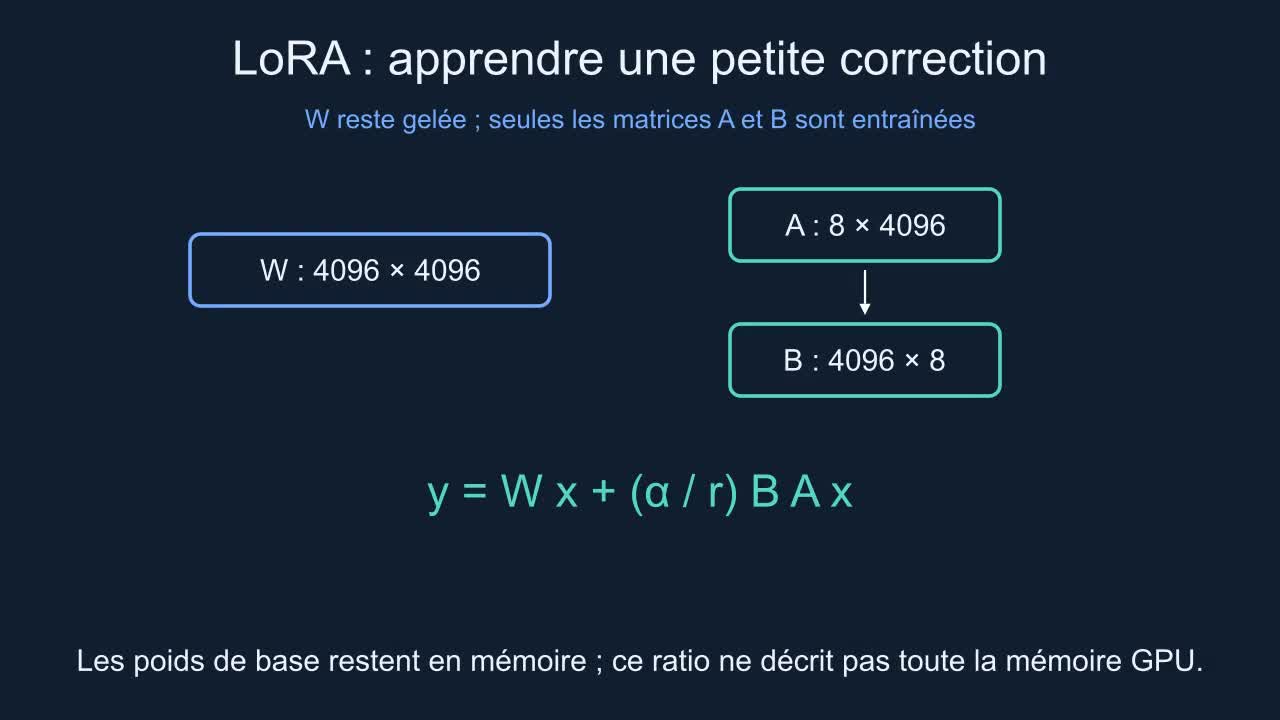 LoRA : apprendre une petite correction
W reste gelée ; seules les matrices A et B sont entraînées
A : 8 × 4096
W : 4096 × 4096
B : 4096 × 8
y = W x + (α / r) B A x
Les poids de base restent en mémoire ; ce ratio ne décrit pas toute la mémoire GPU.